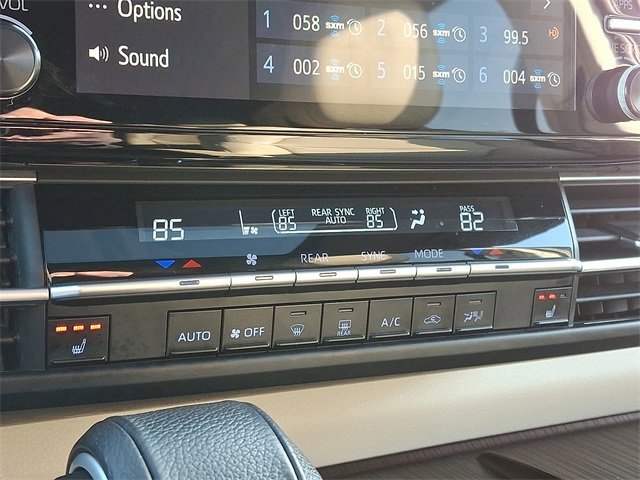 VOL
Options
Sound
1 058 sxm 2 056 sxm 3 99.5 HD
4 002 sxm 5 015 sxm 6 004 sxm
85 LEFT 85 REAR SYNC AUTO RIGHT 85 PASS 82
REAR SYNC MODE
AUTO OFF REAR A/C